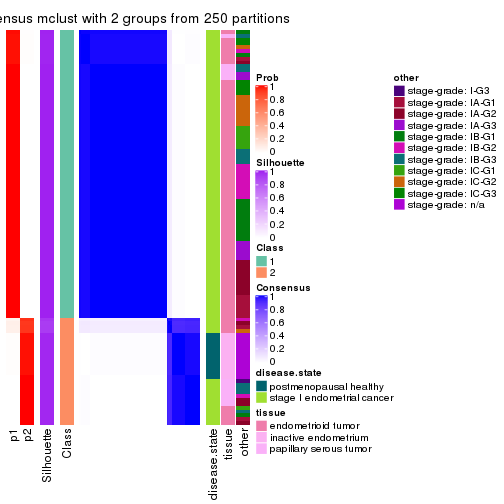 ensus mclust with 2 groups from 250 partitions
Prob
1
0.8
0.6
0.4
0.2
0
Silhouette
1
0.8
0.6
0.4
0.2
0
Class
1
2
Consensus
1
0.8
0.6
0.4
0.2
0
disease.state
postmenopausal healthy
stage I endometrial cancer
tissue
endometrioid tumor
inactive endometrium
papillary serous tumor
other
stage-grade: I-G3
stage-grade: IA-G1
stage-grade: IA-G2
stage-grade: IA-G3
stage-grade: IB-G1
stage-grade: IB-G2
stage-grade: IB-G3
stage-grade: IC-G1
stage-grade: IC-G2
stage-grade: IC-G3
stage-grade: n/a
p1
p2
Silhouette
Class
disease.state
tissue
other